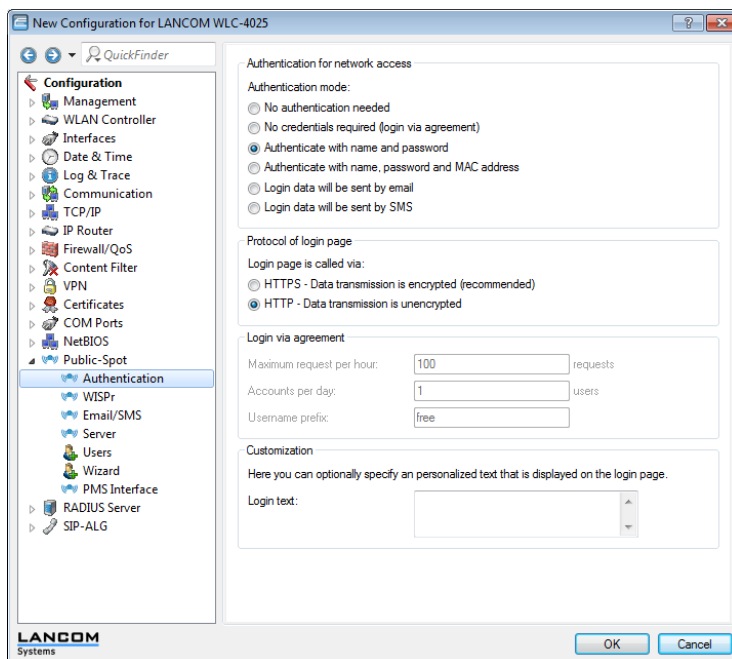 New Configuration for LANCOM WLC-4025
QuickFinder
Configuration
Management
WLAN Controller
Interfaces
Date & Time
Log & Trace
Communication
TCP/IP
IP Router
Firewall/QoS
Content Filter
VPN
Certificates
COM Ports
NetBIOS
Public-Spot
Authentication
WISPr
Email/SMS
Server
Users
Wizard
PMS Interface
RADIUS Server
SIP-ALG
Authentication for network access
Authentication mode:
No authentication needed
No credentials required (login via agreement)
Authenticate with name and password
Authenticate with name, password and MAC address
Login data will be sent by email
Login data will be sent by SMS
Protocol of login page
Login page is called via:
HTTPS - Data transmission is encrypted (recommended)
HTTP - Data transmission is unencrypted
Login via agreement
Maximum request per hour: 100 requests
Accounts per day: 1 users
Username prefix: free
Customization
Here you can optionally specify an personalized text that is displayed on the login page.
Login text:
LANCOM
Systems
OK Cancel